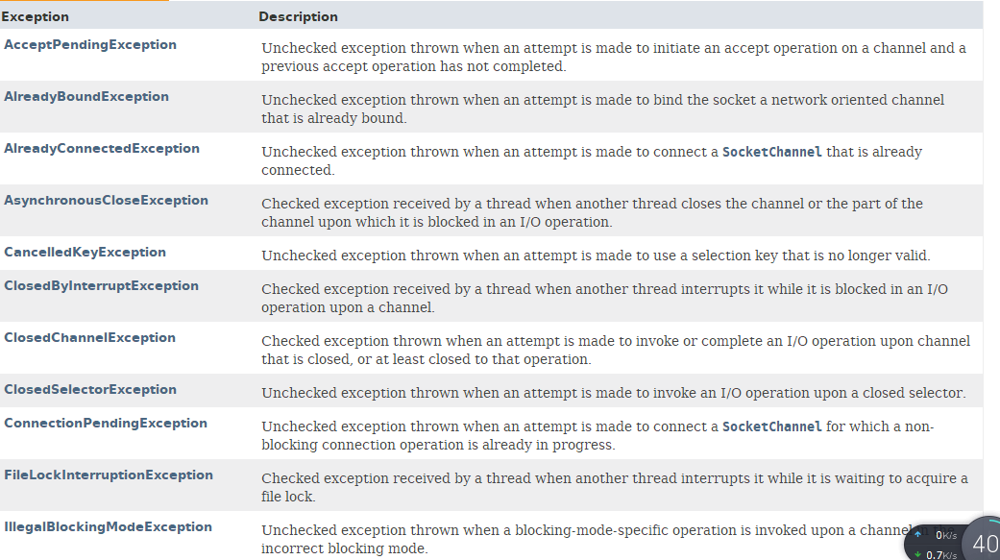 Exception Description
AcceptPendingException Unchecked exception thrown when an attempt is made to initiate an accept operation on a channel and a
previous accept operation has not completed.
AlreadyBoundException Unchecked exception thrown when an attempt is made to bind the socket a network oriented channel
that is already bound.
AlreadyConnectedException Unchecked exception thrown when an attempt is made to connect a SocketChannel that is already
connected.
AsynchronousCloseException Checked exception received by a thread when another thread closes the channel or the part of the
channel upon which it is blocked in an I/O operation.
CancelledKeyException Unchecked exception thrown when an attempt is made to use a selection key that is no longer valid.
ClosedByInterruptException Checked exception received by a thread when another thread interrupts it while it is blocked in an I/O
operation upon a channel.
ClosedChannelException Checked exception thrown when an attempt is made to invoke or complete an I/O operation upon channel
that is closed, or at least closed to that operation.
ClosedSelectorException Unchecked exception thrown when an attempt is made to invoke an I/O operation upon a closed selector.
ConnectionPendingException Unchecked exception thrown when an attempt is made to connect a SocketChannel for which a non-
blocking connection operation is already in progress.
FileLockInterruptionException Checked exception received by a thread when another thread interrupts it while it is waiting to acquire a
file lock.
IllegalBlockingModeException Unchecked exception thrown when a blocking-mode-specific operation is invoked upon a channel
incorrect blocking mode.
0K/s
0.7K/s
40